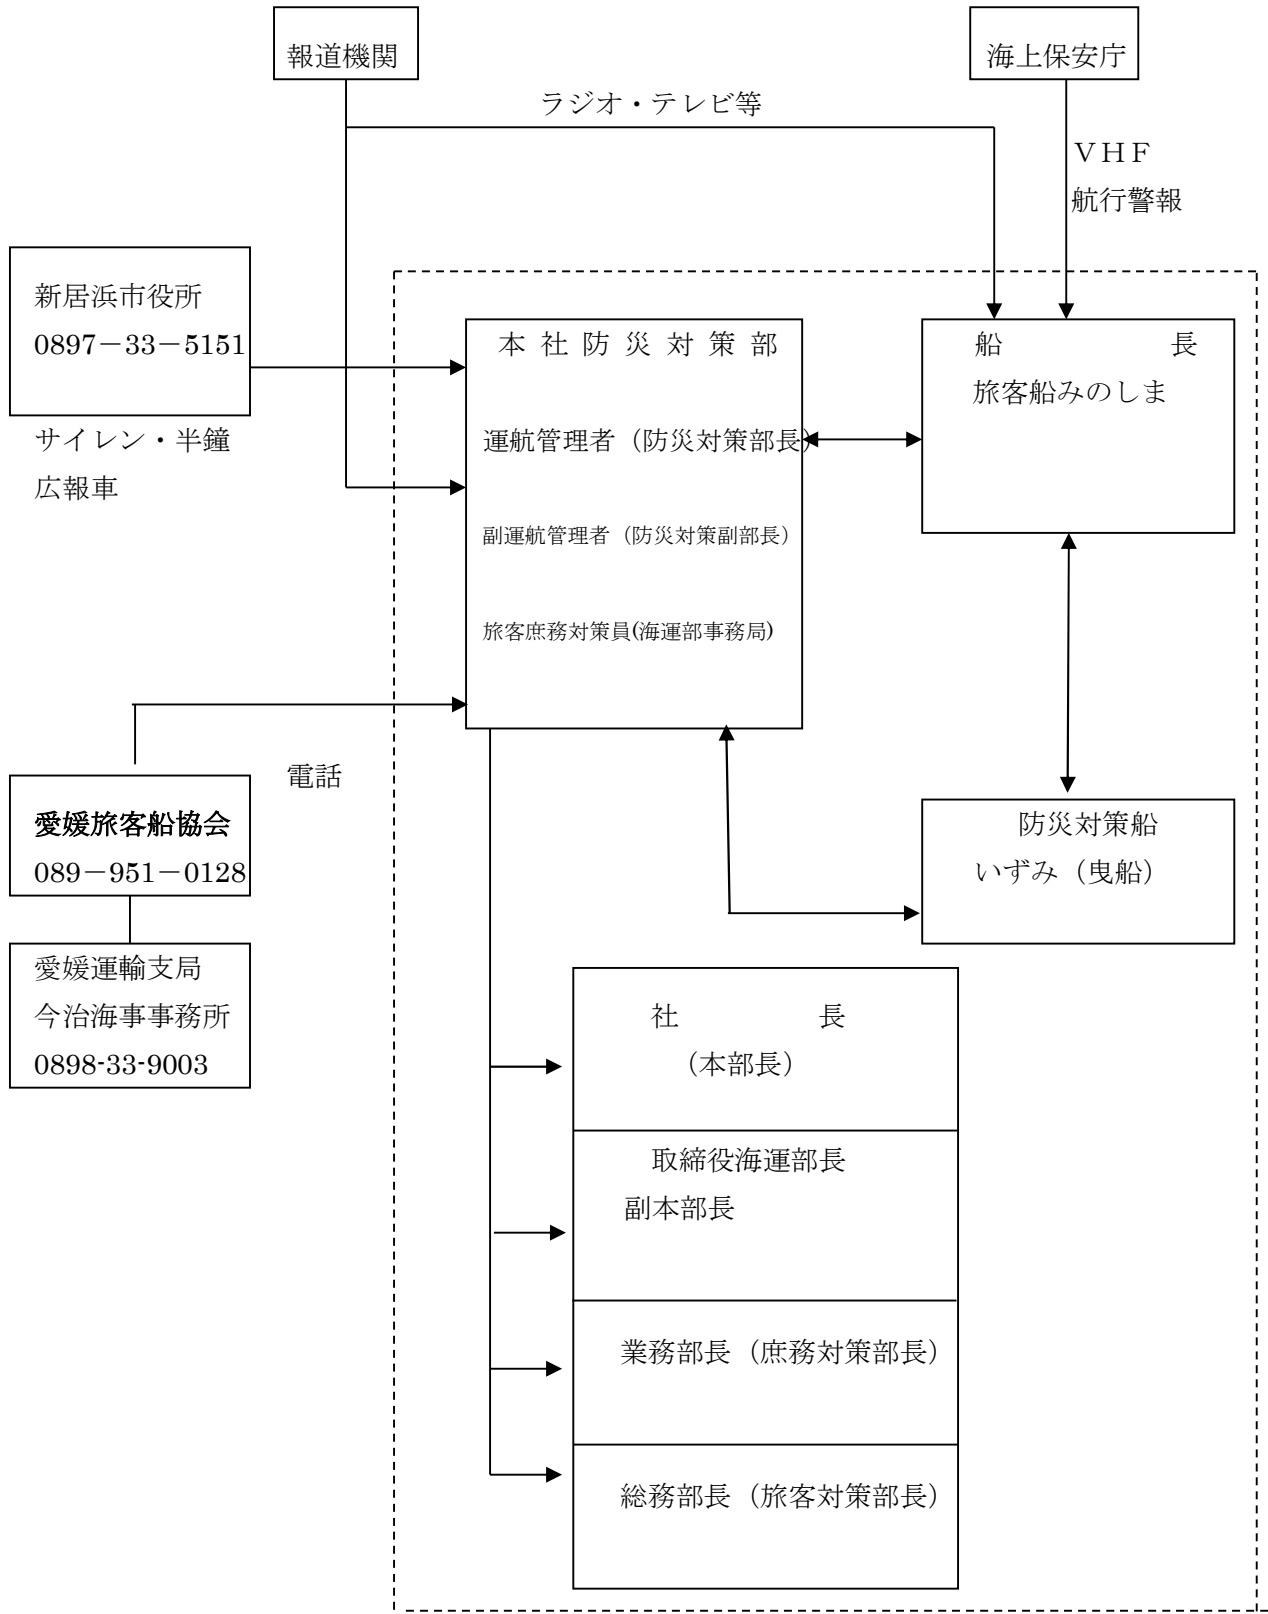 報道機関
海上保安庁
ラジオ・テレビ等
ＶＨＦ
航行警報
新居浜市役所
0897－33－5151
サイレン・半鐘
広報車
本社防災対策部
運航管理者（防災対策部長）
副運航管理者（防災対策副部長）
旅客庶務対策員(海運部事務局)
船　　　　　　長
旅客船みのしま
電話
愛媛旅客船協会
089－951－0128
愛媛運輸支局
今治海事事務所
0898-33-9003
防災対策船
いずみ（曳船）
社　　　　　長
（本部長）
取締役海運部長
副本部長
業務部長（庶務対策部長）
総務部長（旅客対策部長）